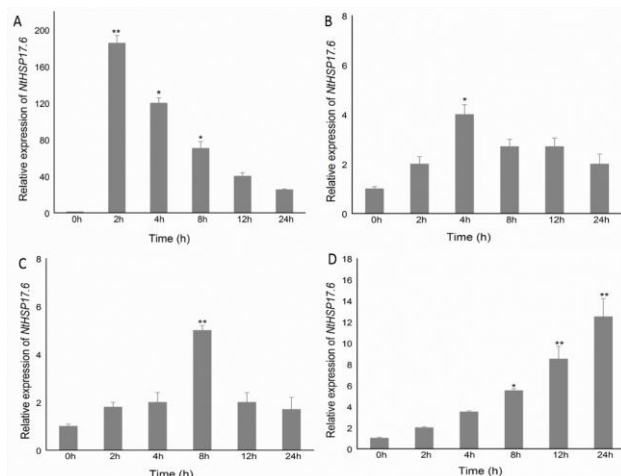 A
Relative expression of NtHSP17.6
200
160
120
80
40
0
**
*
*
0h 2h 4h 8h 12h 24h
Time (h)
B
Relative expression of NtHSP17.6
8
6
4
2
0
*
0h 2h 4h 8h 12h 24h
Time (h)
C
Relative expression of NtHSP17.6
8
6
4
2
0
**
0h 2h 4h 8h 12h 24h
Time (h)
D
Relative expression of NtHSP17.6
18
16
14
12
10
8
6
4
2
0
*
**
**
0h 2h 4h 8h 12h 24h
Time (h)